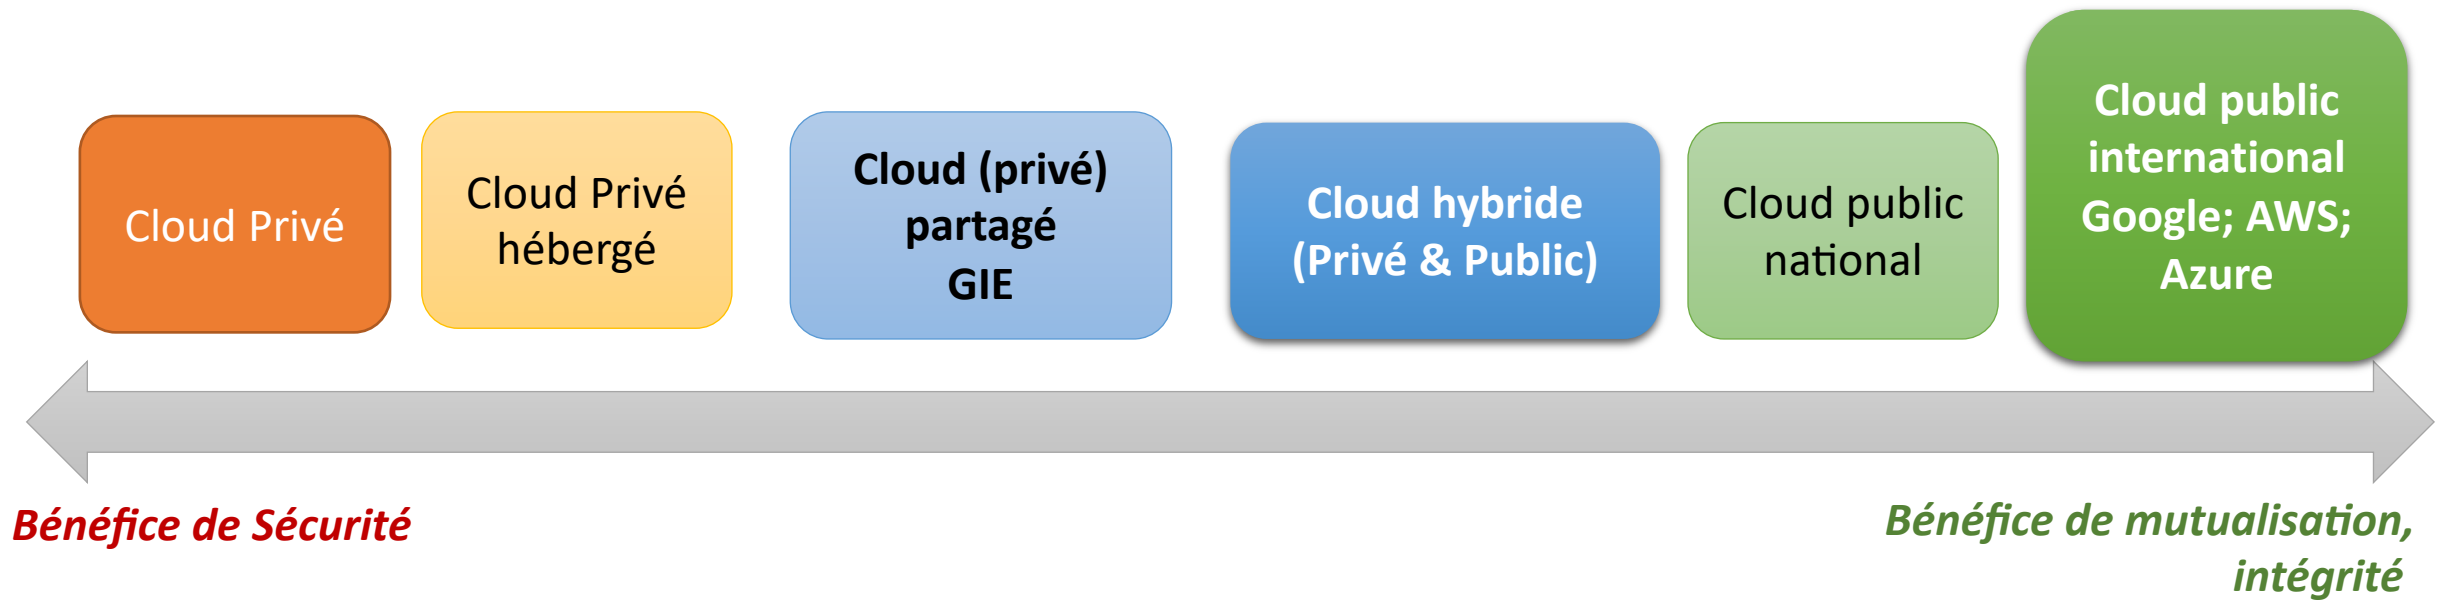 Cloud Privé
Cloud Privé
hébergé
Cloud (privé)
partagé
GIE
Cloud hybride
(Privé & Public)
Cloud public
national
Cloud public
international
Google; AWS;
Azure
Bénéfice de Sécurité
Bénéfice de mutualisation,
intégrité